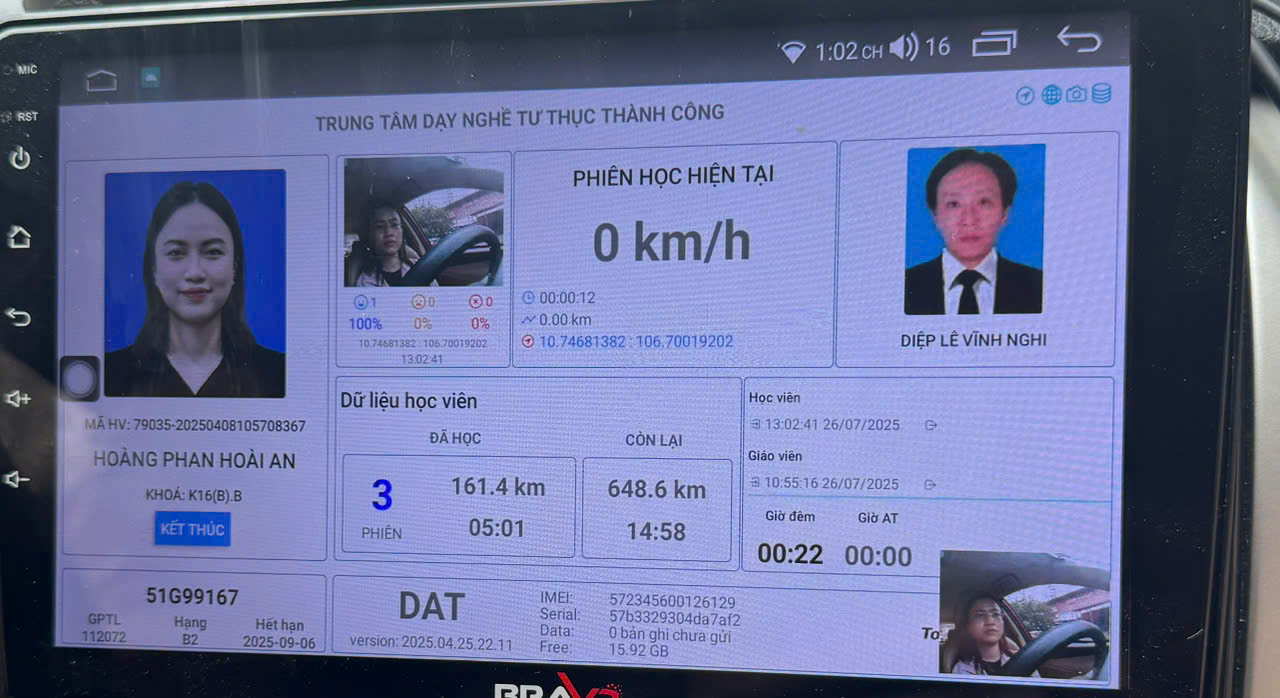 MIC
RST
1:02 CH 16
TRUNG TÂM DẠY NGHỀ TƯ THỤC THÀNH CÔNG
MÃ HV: 79035-20250408105708367
HOÀNG PHAN HOÀI AN
KHOÁ: K16(B).B
KẾT THÚC
1 0 0
100% 0% 0%
10.74681382 : 106.70019202
13:02:41
PHIÊN HỌC HIỆN TẠI
0 km/h
00:00:12
0.00 km
10.74681382 : 106.70019202
DIỆP LÊ VĨNH NGHI
Dữ liệu học viên
ĐÃ HỌC
CÒN LẠI
3
PHIÊN
161.4 km
05:01
648.6 km
14:58
Học viên
13:02:41 26/07/2025
Giáo viên
10:55:16 26/07/2025
Giờ đêm Giờ AT
00:22 00:00
51G99167
GPTL Hạng Hết hạn
112072 B2 2025-09-06
DAT
version: 2025.04.25.22.11
IMEI: 572345600126129
Serial: 57b3329304da7af2
Data: 0 bản ghi chưa gửi
Free: 15.92 GB